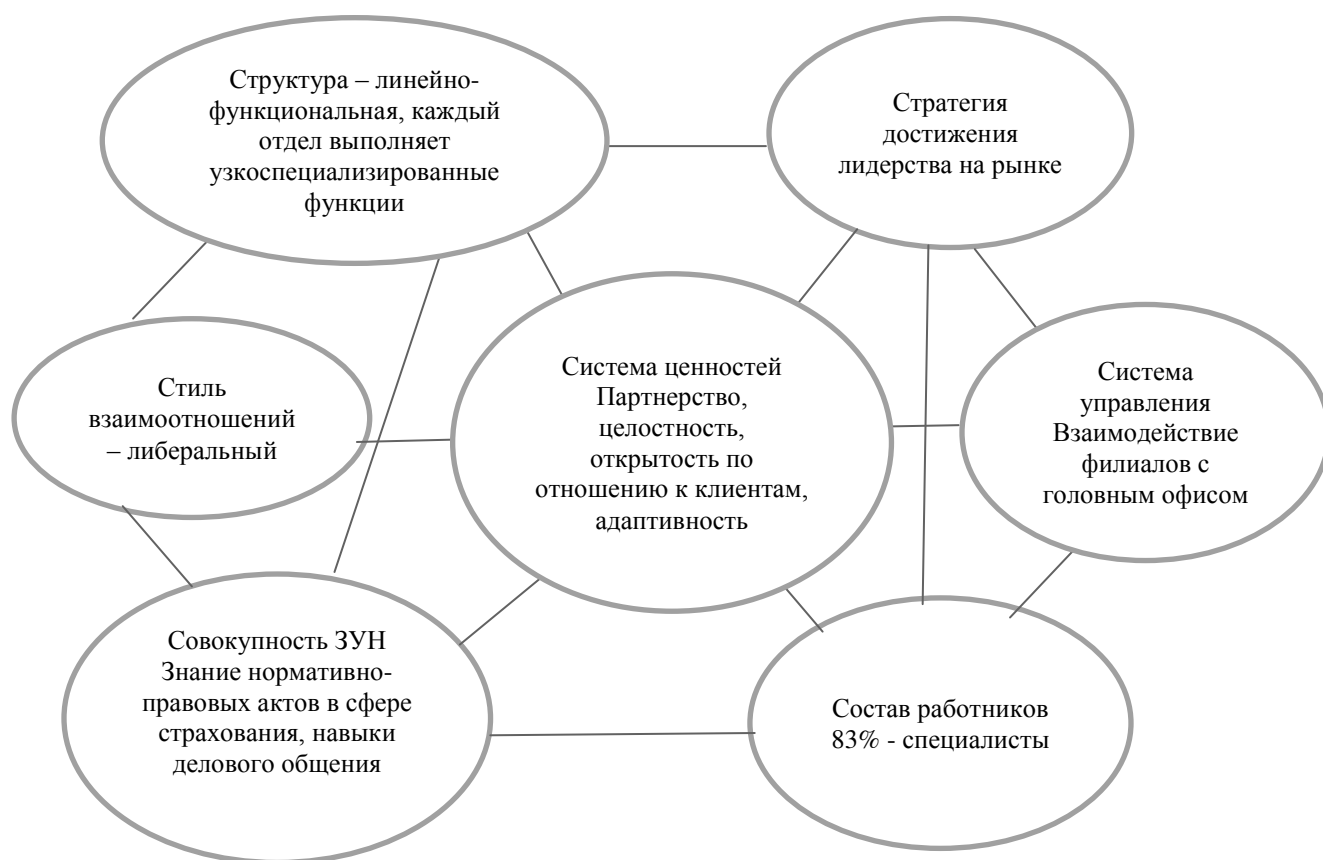 Структура – линейно-
функциональная, каждый
отдел выполняет
узкоспециализированные
функции
Стратегия
достижения
лидерства на рынке
Стиль
взаимоотношений
– либеральный
Система ценностей
Партнерство,
целостность,
открытость по
отношению к клиентам,
адаптивность
Система
управления
Взаимодействие
филиалов с
головным офисом
Совокупность ЗУН
Знание нормативно-
правовых актов в сфере
страхования, навыки
делового общения
Состав работников
83% - специалисты